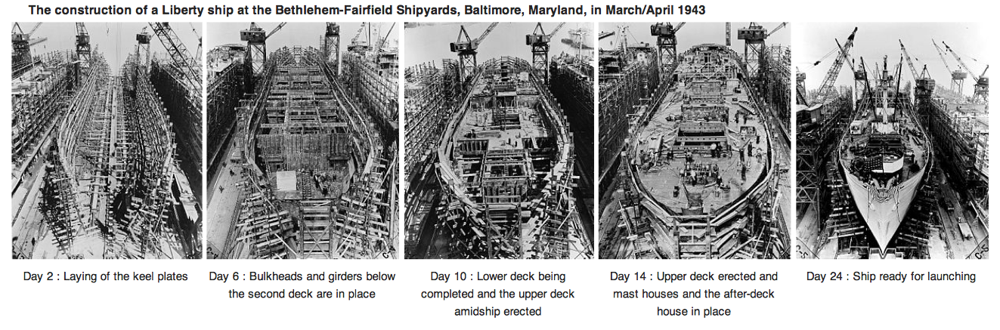 The construction of a Liberty ship at the Bethlehem-Fairfield Shipyards, Baltimore, Maryland, in March/April 1943
Day 2 : Laying of the keel plates
Day 6 : Bulkheads and girders below
the second deck are in place
Day 10 : Lower deck being
completed and the upper deck
amidship erected
Day 14 : Upper deck erected and
mast houses and the after-deck
house in place
Day 24 : Ship ready for launching